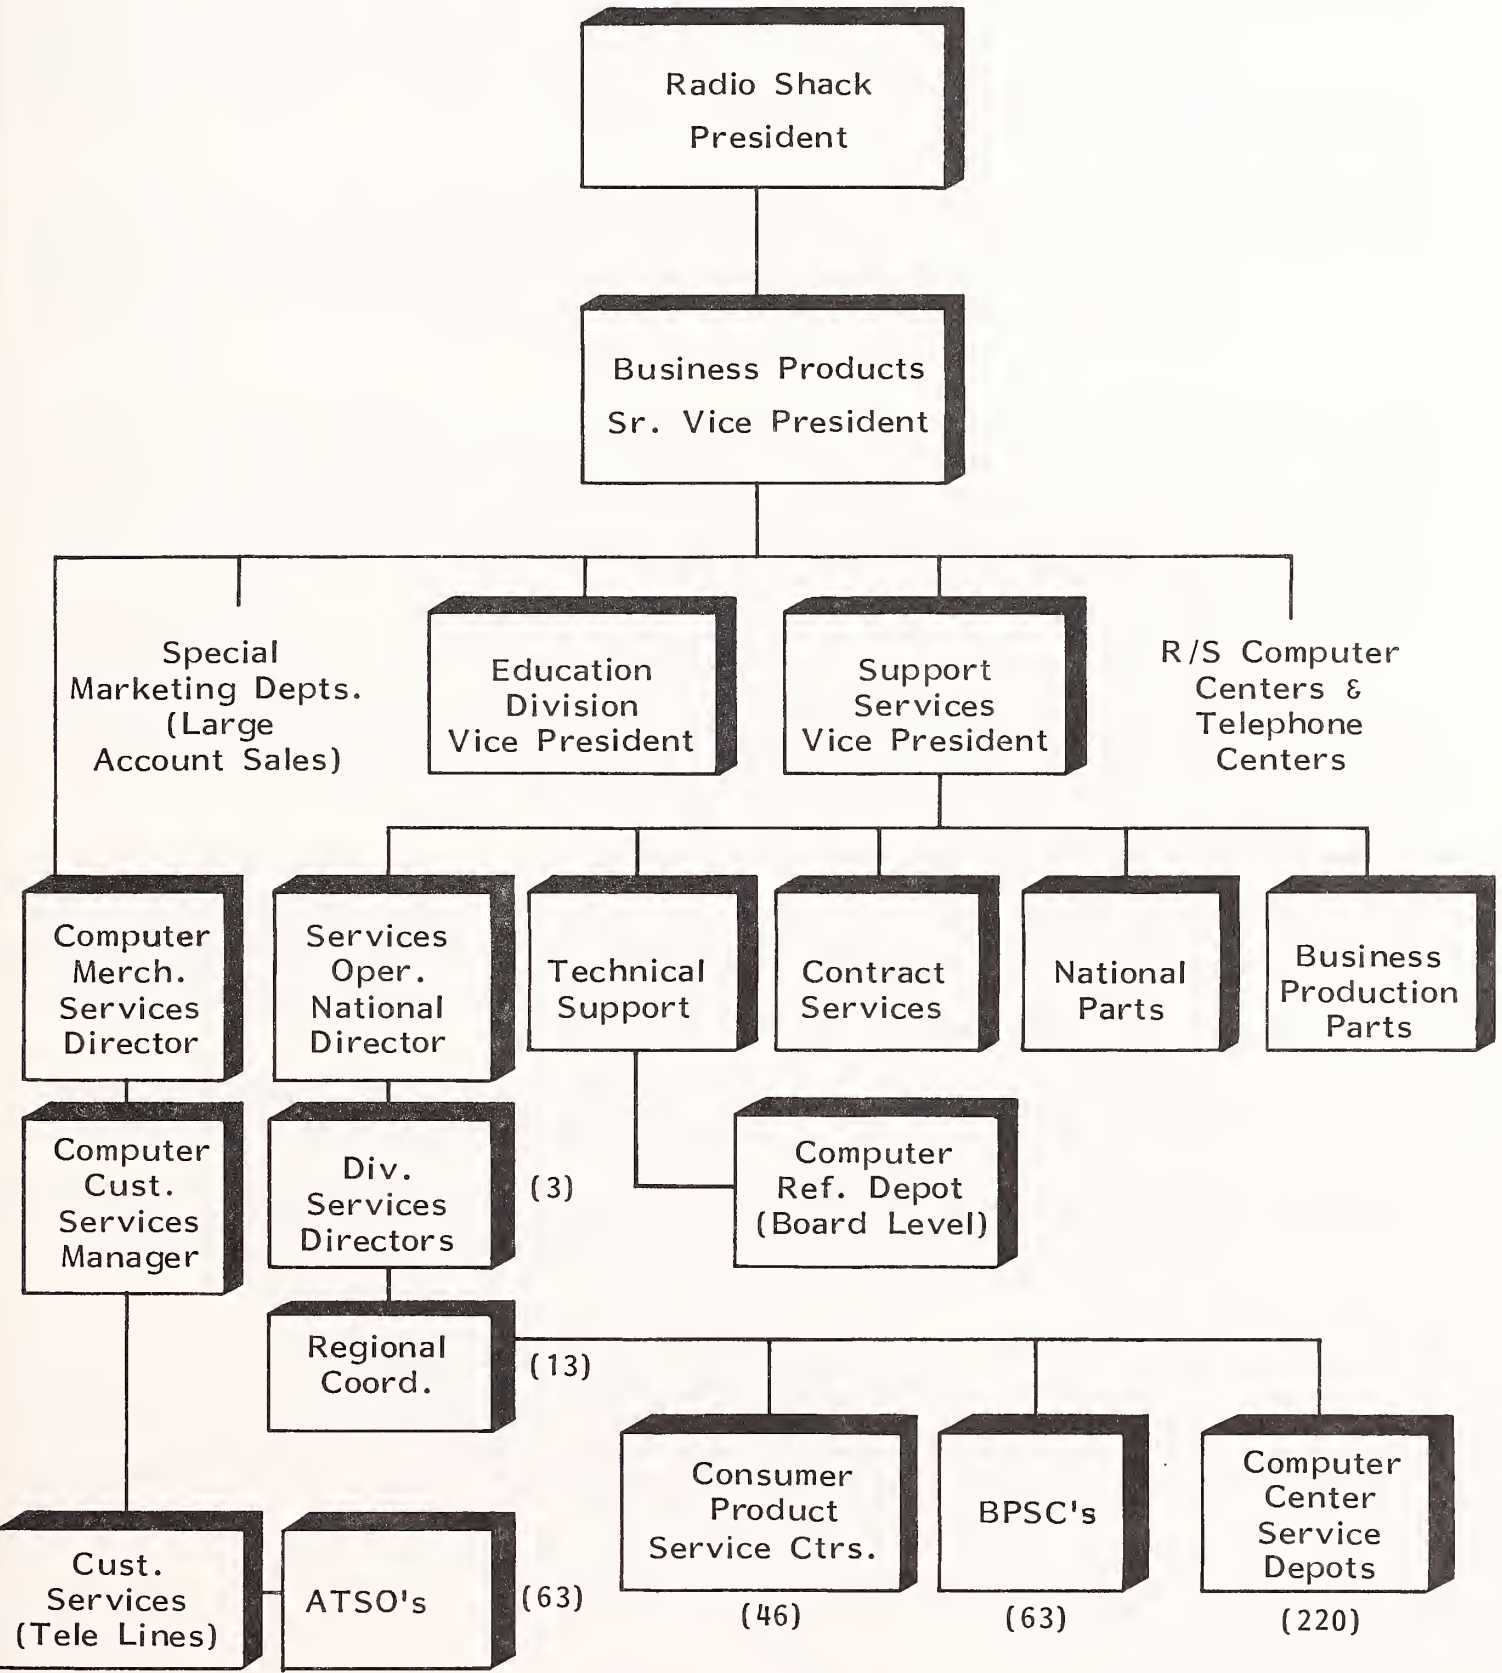 Radio Shack
President
Business Products
Sr. Vice President
Special
Marketing Depts.
(Large
Account Sales)
Education
Division
Vice President
Support
Services
Vice President
R/S Computer
Centers &
Telephone
Centers
Computer
Merch.
Services
Director
Services
Oper.
National
Director
Technical
Support
Contract
Services
National
Parts
Business
Production
Parts
Computer
Cust.
Services
Manager
Div.
Services
Directors
(3)
Computer
Ref. Depot
(Board Level)
Regional
Coord.
(13)
Consumer
Product
Service Ctrs.
(46)
BPSC's
(63)
Computer
Center
Service
Depots
(220)
Cust.
Services
(Tele Lines)
ATSO's
(63)